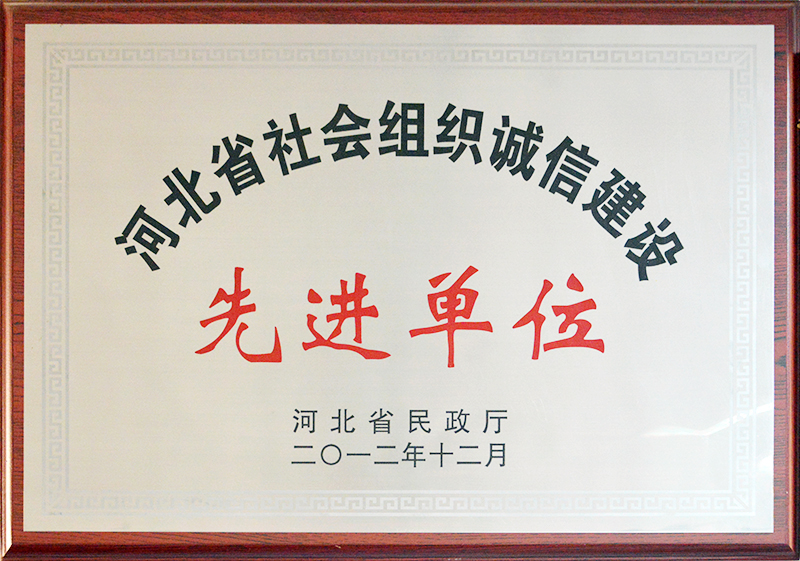 河北省社会组织诚信建设
先进单位
河北省民政厅
二〇一二年十二月